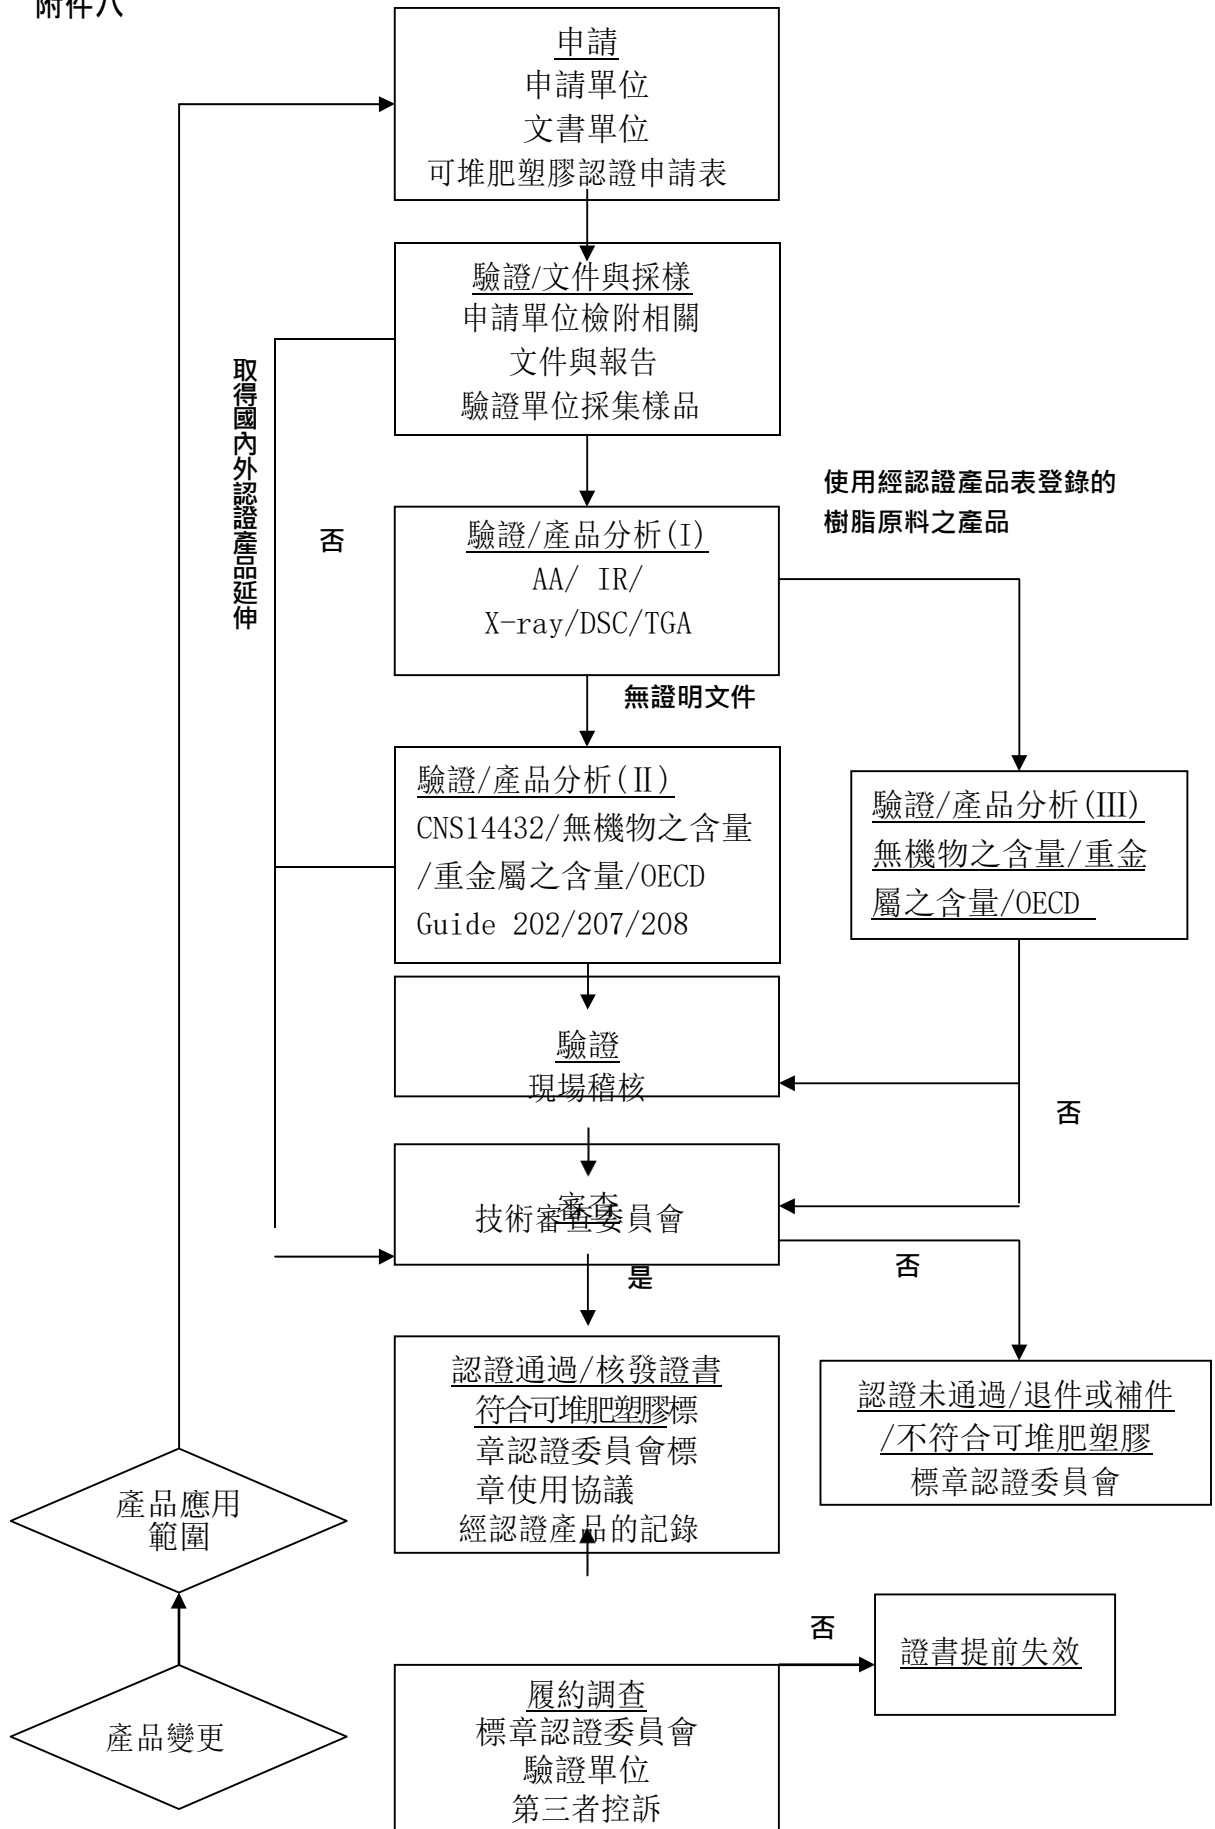 附件八
申請
申請單位
文書單位
可堆肥塑膠認證申請表
驗證/文件與採樣
申請單位檢附相關
文件與報告
驗證單位採集樣品
取得國內外認證產品延伸
否
使用經認證產品表登錄的
樹脂原料之產品
驗證/產品分析(I)
AA/ IR/
X-ray/DSC/TGA
無證明文件
驗證/產品分析(Ⅱ)
CNS14432/無機物之含量
/重金屬之含量/OECD
Guide 202/207/208
驗證/產品分析(Ⅲ)
無機物之含量/重金
屬之含量/OECD
驗證
現場稽核
否
審查
技術審查委員會
是
否
認證通過/核發證書
符合可堆肥塑膠標
章認證委員會標
章使用協議
經認證產品的記錄
認證未通過/退件或補件
/不符合可堆肥塑膠
標章認證委員會
產品應用
範圍
否
證書提前失效
產品變更
履約調查
標章認證委員會
驗證單位
第三者控訴